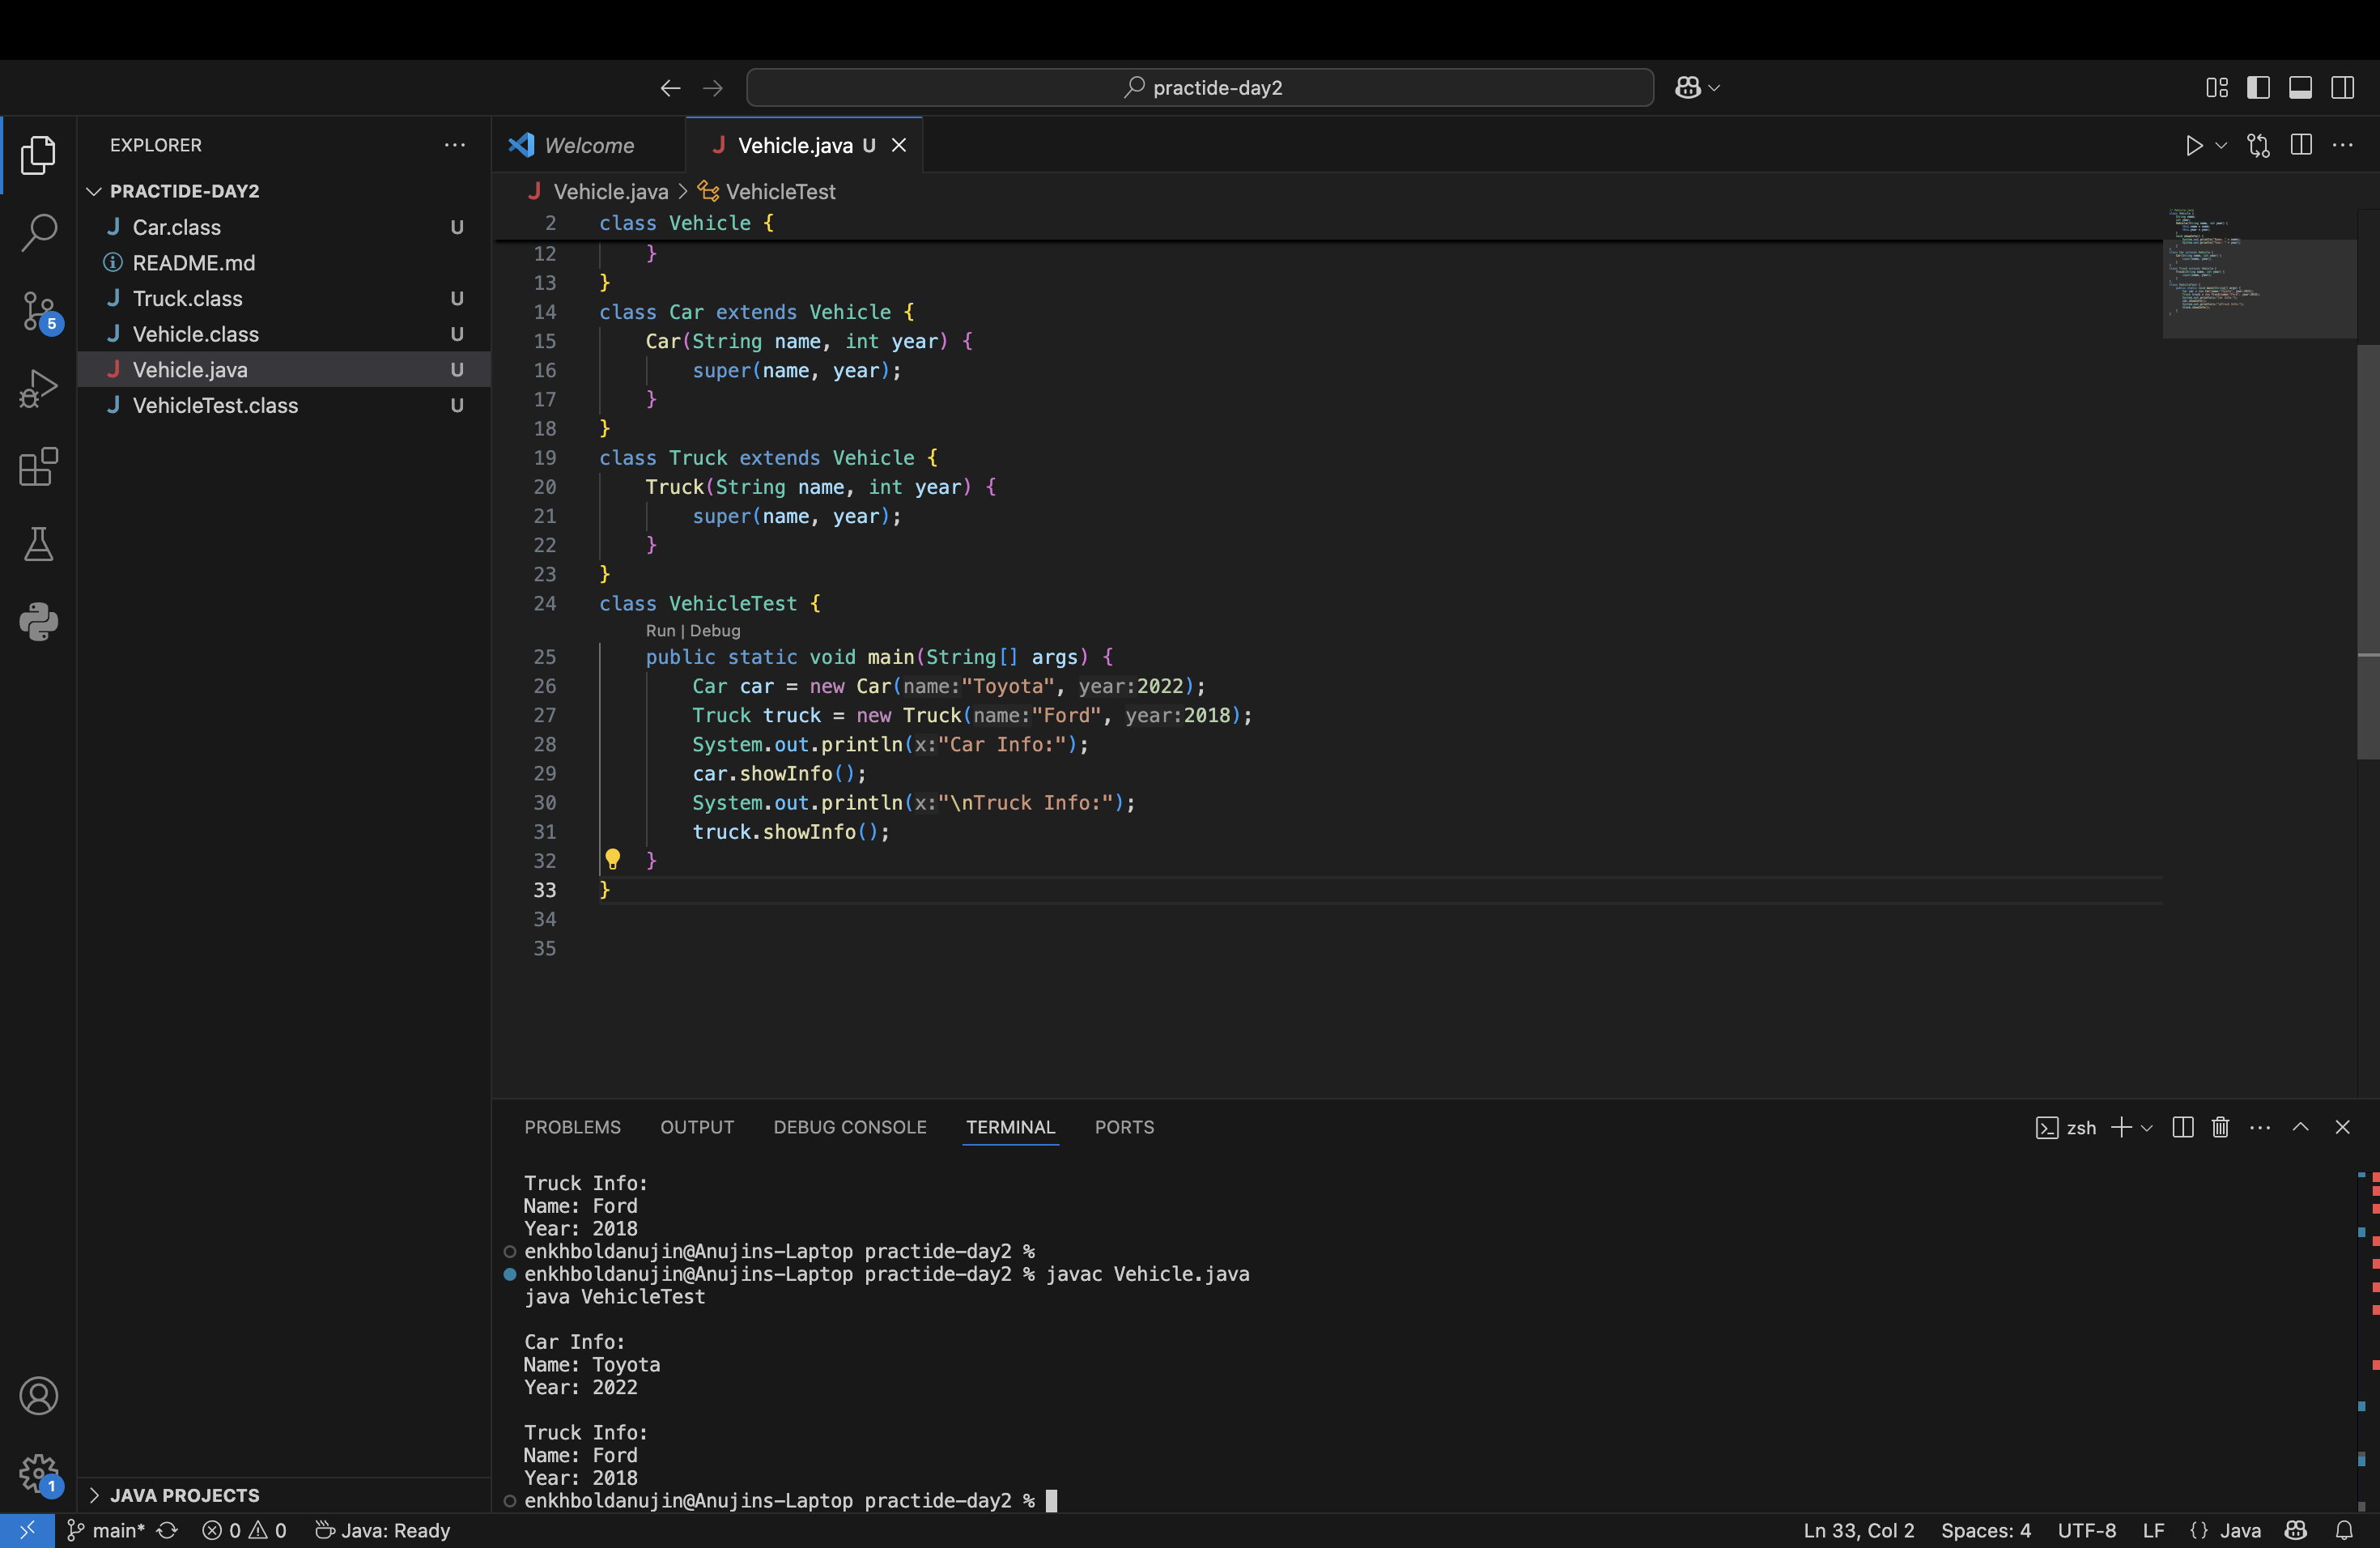 practide-day2
EXPLORER
Welcome
Vehicle.java U
PRACTIDE-DAY2
Vehicle.java > VehicleTest
Car.class U
README.md
Truck.class U
Vehicle.class U
Vehicle.java U
VehicleTest.class U
5
2 class Vehicle {
12 }
13 }
14 class Car extends Vehicle {
15 Car(String name, int year) {
16 super(name, year);
17 }
18 }
19 class Truck extends Vehicle {
20 Truck(String name, int year) {
21 super(name, year);
22 }
23 }
24 class VehicleTest {
Run | Debug
25 public static void main(String[] args) {
26 Car car = new Car(name:"Toyota", year:2022);
27 Truck truck = new Truck(name:"Ford", year:2018);
28 System.out.println(x:"Car Info:");
29 car.showInfo();
30 System.out.println(x:"\nTruck Info:");
31 truck.showInfo();
32 }
33 }
34
35
PROBLEMS OUTPUT DEBUG CONSOLE TERMINAL PORTS
zsh
Truck Info:
Name: Ford
Year: 2018
enkhboldanujin@Anujins-Laptop practide-day2 %
enkhboldanujin@Anujins-Laptop practide-day2 % javac Vehicle.java
java VehicleTest
Car Info:
Name: Toyota
Year: 2022
Truck Info:
Name: Ford
Year: 2018
enkhboldanujin@Anujins-Laptop practide-day2 %
1
JAVA PROJECTS
main* 0 0 Java: Ready
Ln 33, Col 2 Spaces: 4 UTF-8 LF {} Java